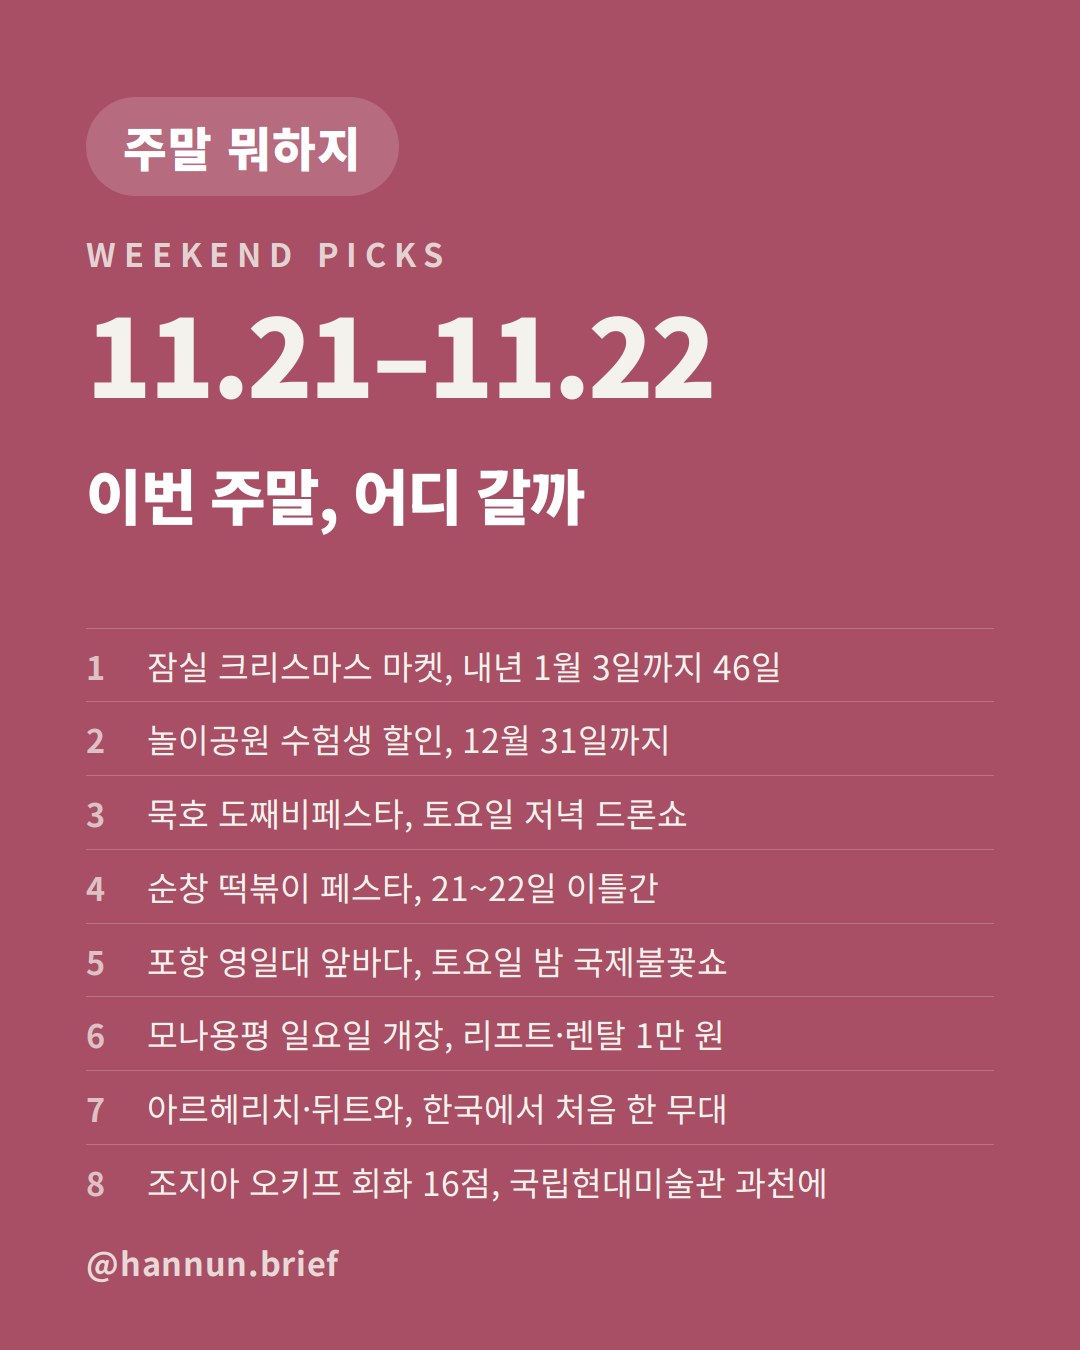 주말 뭐하지
WEEKEND PICKS
11.21–11.22
이번 주말, 어디 갈까
1 잠실 크리스마스 마켓, 내년 1월 3일까지 46일
2 놀이공원 수험생 할인, 12월 31일까지
3 묵호 도째비페스타, 토요일 저녁 드론쇼
4 순창 떡볶이 페스타, 21~22일 이틀간
5 포항 영일대 앞바다, 토요일 밤 국제불꽃쇼
6 모나용평 일요일 개장, 리프트·렌탈 1만 원
7 아르헤리치·뒤트와, 한국에서 처음 한 무대
8 조지아 오키프 회화 16점, 국립현대미술관 과천에
@hannun.brief